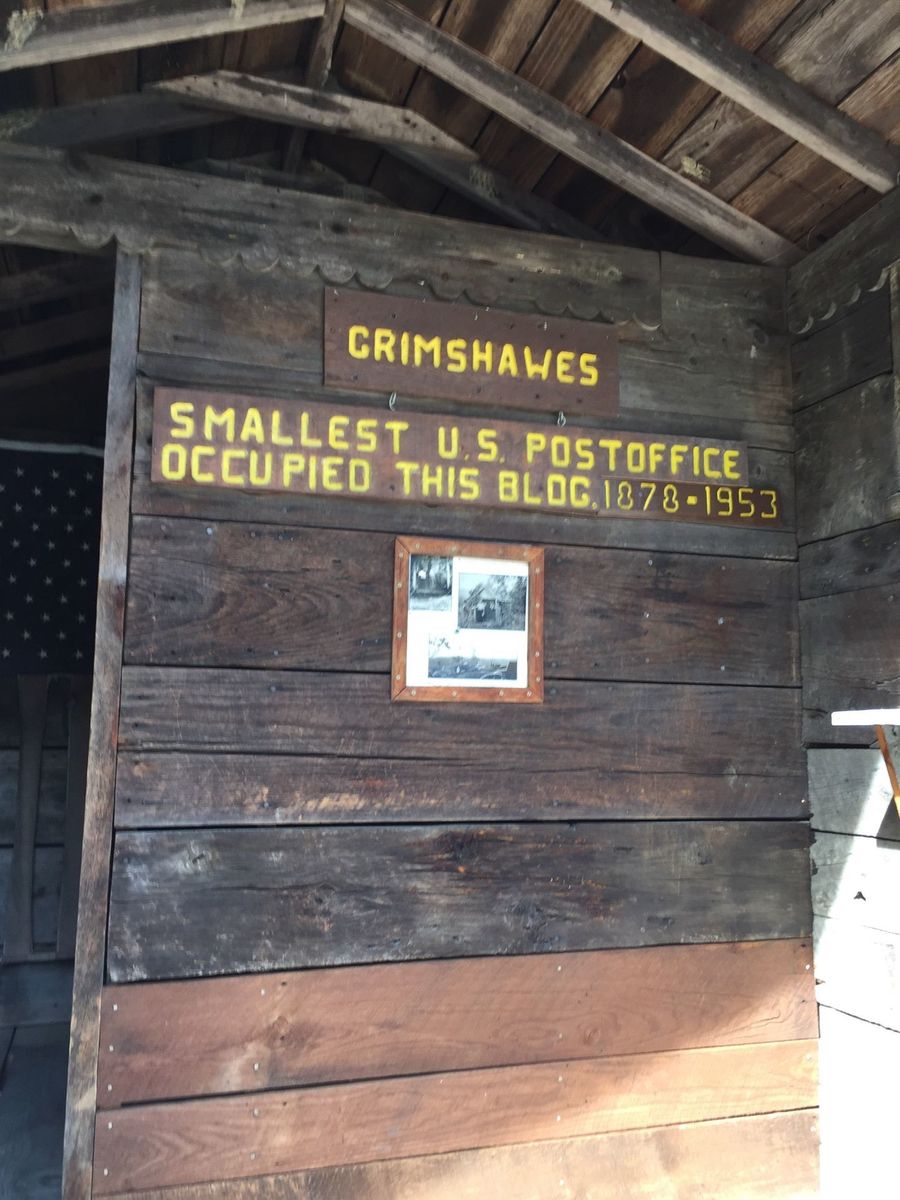 GRIMSHAWES
SMALLEST U.S. POSTOFFICE
OCCUPIED THIS BLDG. 1878-1953